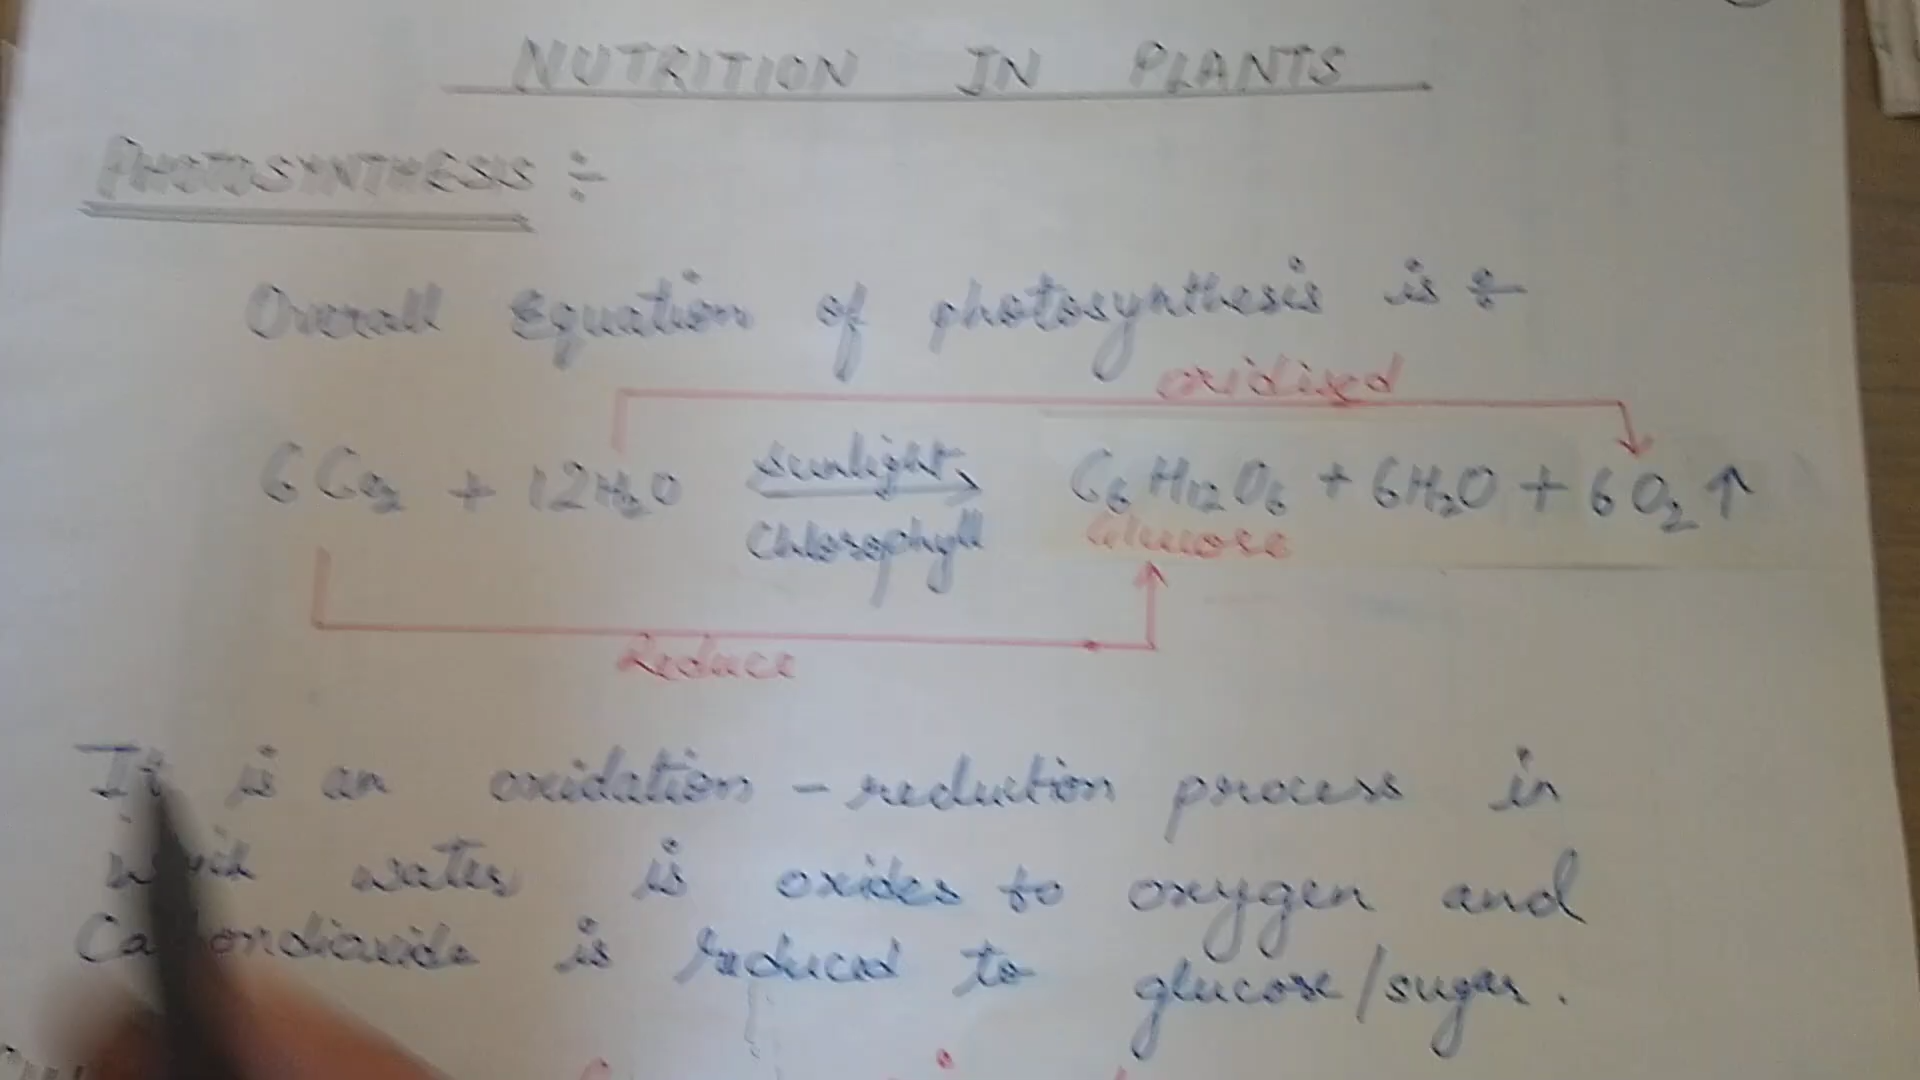 NUTRITION IN PLANTS
PHOTOSYNTHESIS :-
Overall Equation of photosynthesis is :-
oxidised
6CO₂ + 12H₂O sunlight Chlorophyll → C₆H₁₂O₆ + 6H₂O + 6O₂ ↑
Glucose
Reduce
It is an oxidation - reduction process in
which water is oxides to oxygen and
Carbondioxide is reduced to glucose/sugar.